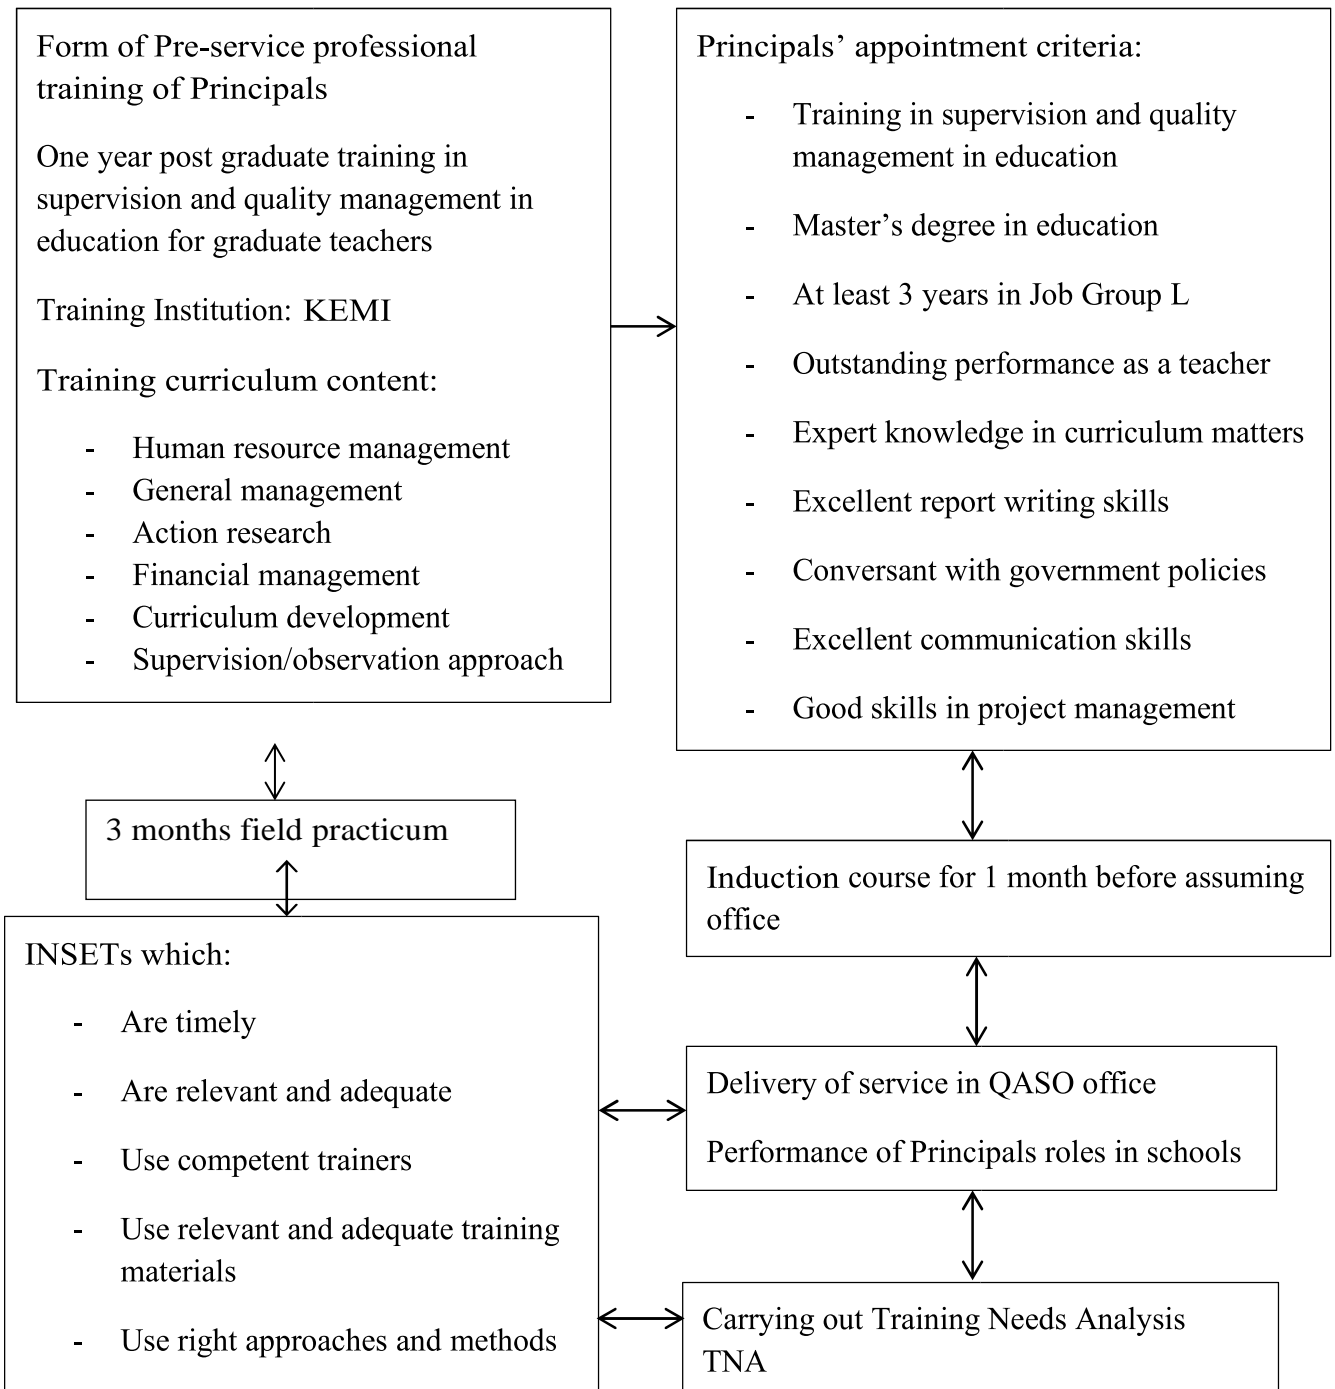 Form of Pre-service professional
training of Principals
One year post graduate training in
supervision and quality management in
education for graduate teachers
Training Institution: KEMI
Training curriculum content:
- Human resource management
- General management
- Action research
- Financial management
- Curriculum development
- Supervision/observation approach
Principals’ appointment criteria:
- Training in supervision and quality
management in education
- Master’s degree in education
- At least 3 years in Job Group L
- Outstanding performance as a teacher
- Expert knowledge in curriculum matters
- Excellent report writing skills
- Conversant with government policies
- Excellent communication skills
- Good skills in project management
3 months field practicum
Induction course for 1 month before assuming
office
INSETs which:
- Are timely
- Are relevant and adequate
- Use competent trainers
- Use relevant and adequate training
materials
- Use right approaches and methods
Delivery of service in QASO office
Performance of Principals roles in schools
Carrying out Training Needs Analysis
TNA